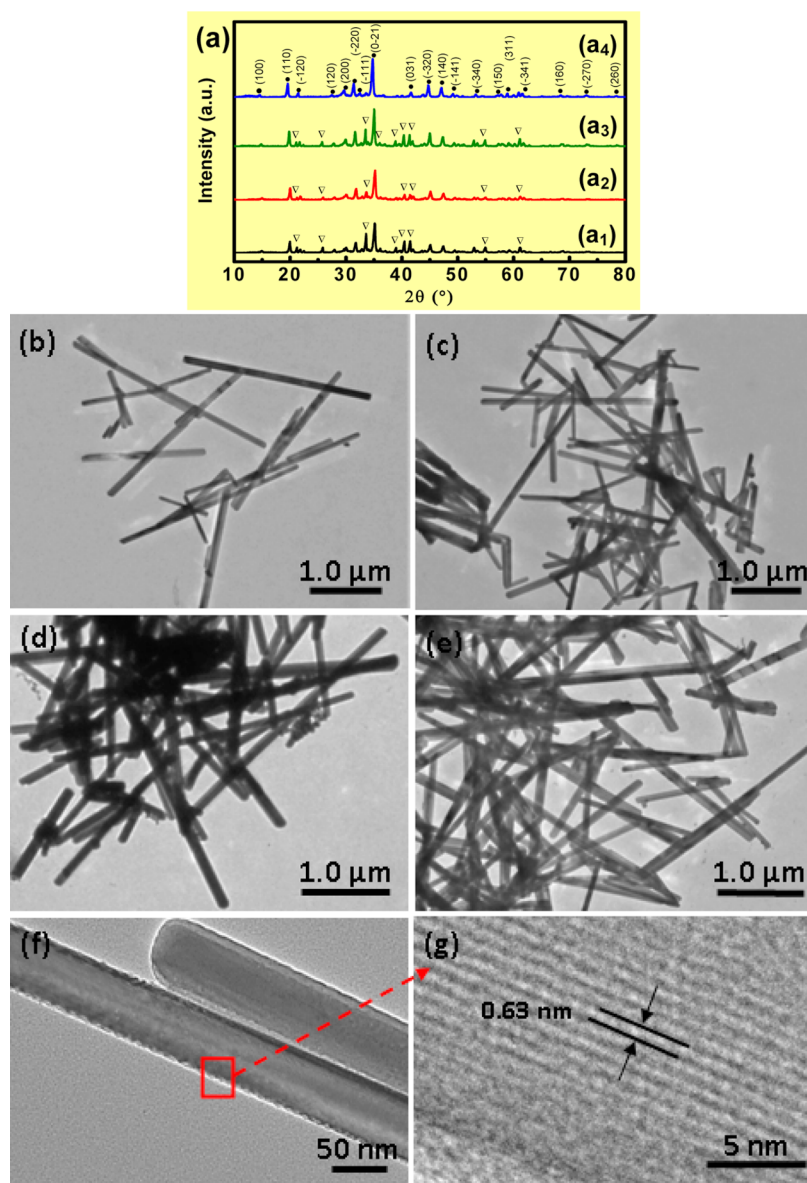 (a)
(100)
(110)
(-120)
(120)
(200)
(-220)
(-111)
(0-21)
(031)
(-320)
(140)
(-141)
(-340)
(150)
(311)
(-341)
(160)
(-270)
(260)
(a4)
(a3)
(a2)
(a1)
Intensity (a.u.)
10 20 30 40 50 60 70 80
2θ (°)
(b)
1.0 μm
(c)
1.0 μm
(d)
1.0 μm
(e)
1.0 μm
(f)
50 nm
(g)
0.63 nm
5 nm